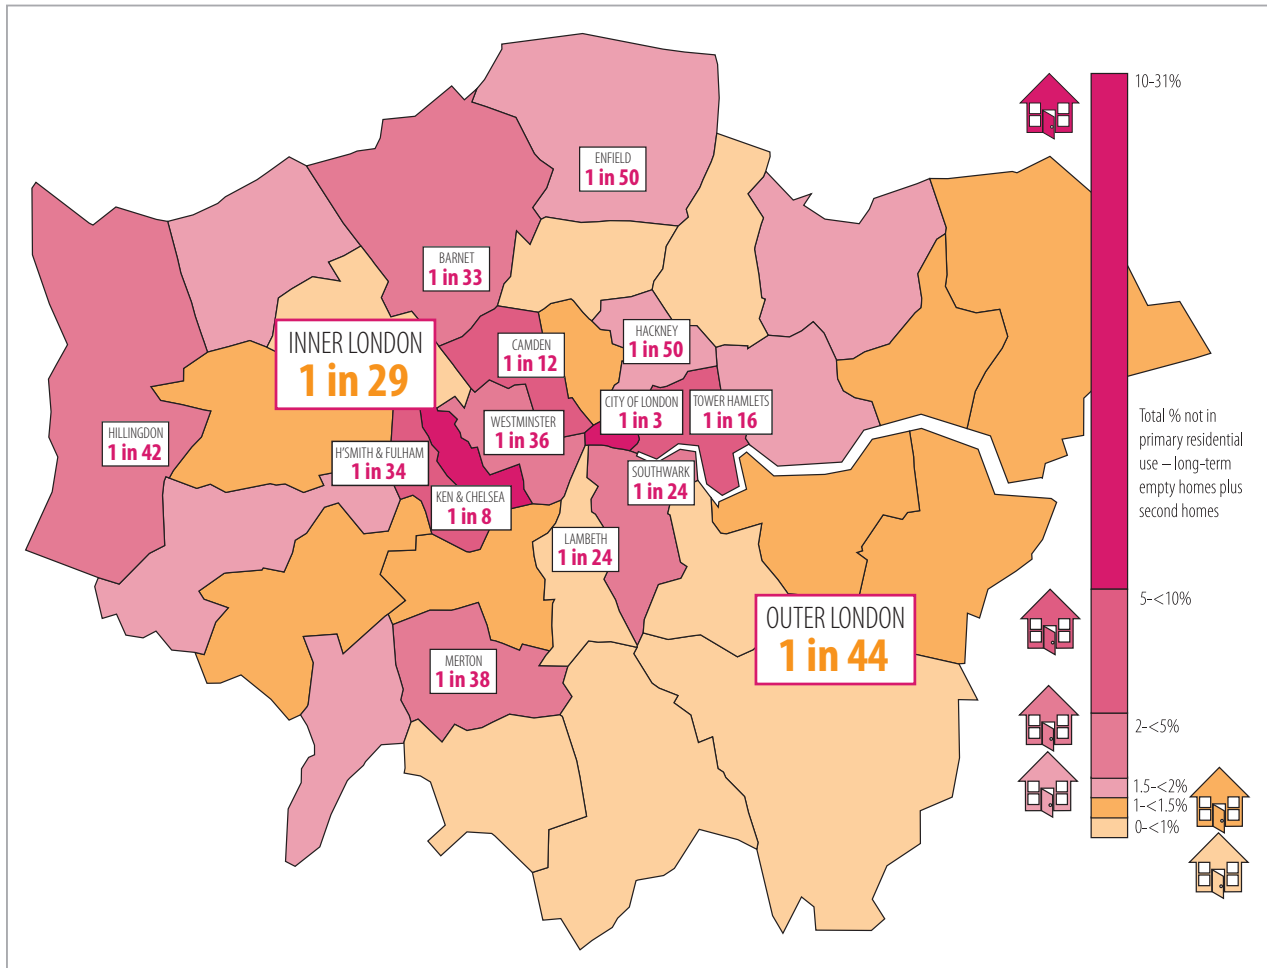 ENFIELD
1 in 50
BARNET
1 in 33
INNER LONDON
1 in 29
CAMDEN
1 in 12
HACKNEY
1 in 50
CITY OF LONDON
1 in 3
TOWER HAMLETS
1 in 16
WESTMINSTER
1 in 36
HILLINGDON
1 in 42
H'SMITH & FULHAM
1 in 34
KEN & CHELSEA
1 in 8
SOUTHWARK
1 in 24
LAMBETH
1 in 24
OUTER LONDON
1 in 44
MERTON
1 in 38
10-31%
Total % not in
primary residential
use – long-term
empty homes plus
second homes
5-<10%
2-<5%
1.5-<2%
1-<1.5%
0-<1%